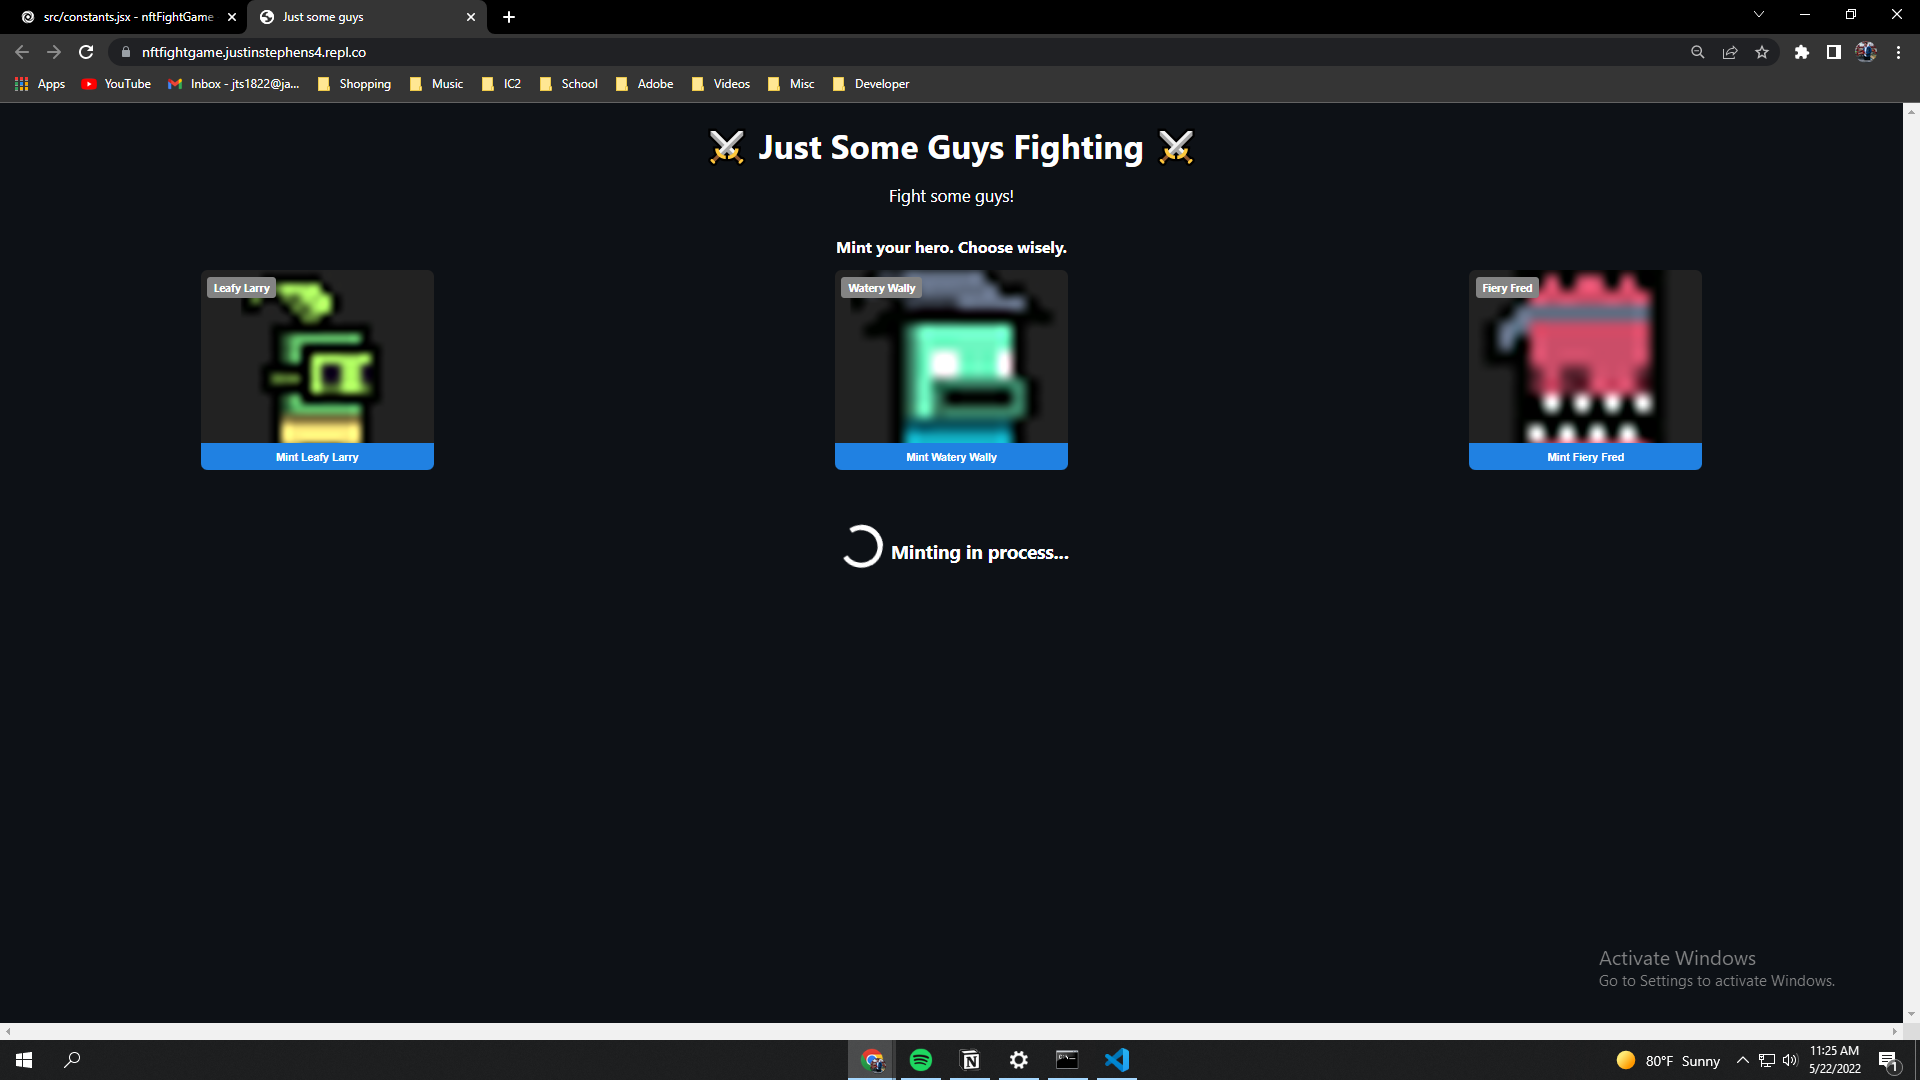 src/constants.jsx - nftFightGame
Just some guys
nftfightgame.justinstephens4.repl.co
Apps
YouTube
Inbox - jts1822@ja...
Shopping
Music
IC2
School
Adobe
Videos
Misc
Developer
⚔️ Just Some Guys Fighting ⚔️
Fight some guys!
Mint your hero. Choose wisely.
Leafy Larry
Watery Wally
Fiery Fred
Mint Leafy Larry
Mint Watery Wally
Mint Fiery Fred
Minting in process...
Activate Windows
Go to Settings to activate Windows.
80°F Sunny
11:25 AM
5/22/2022
1